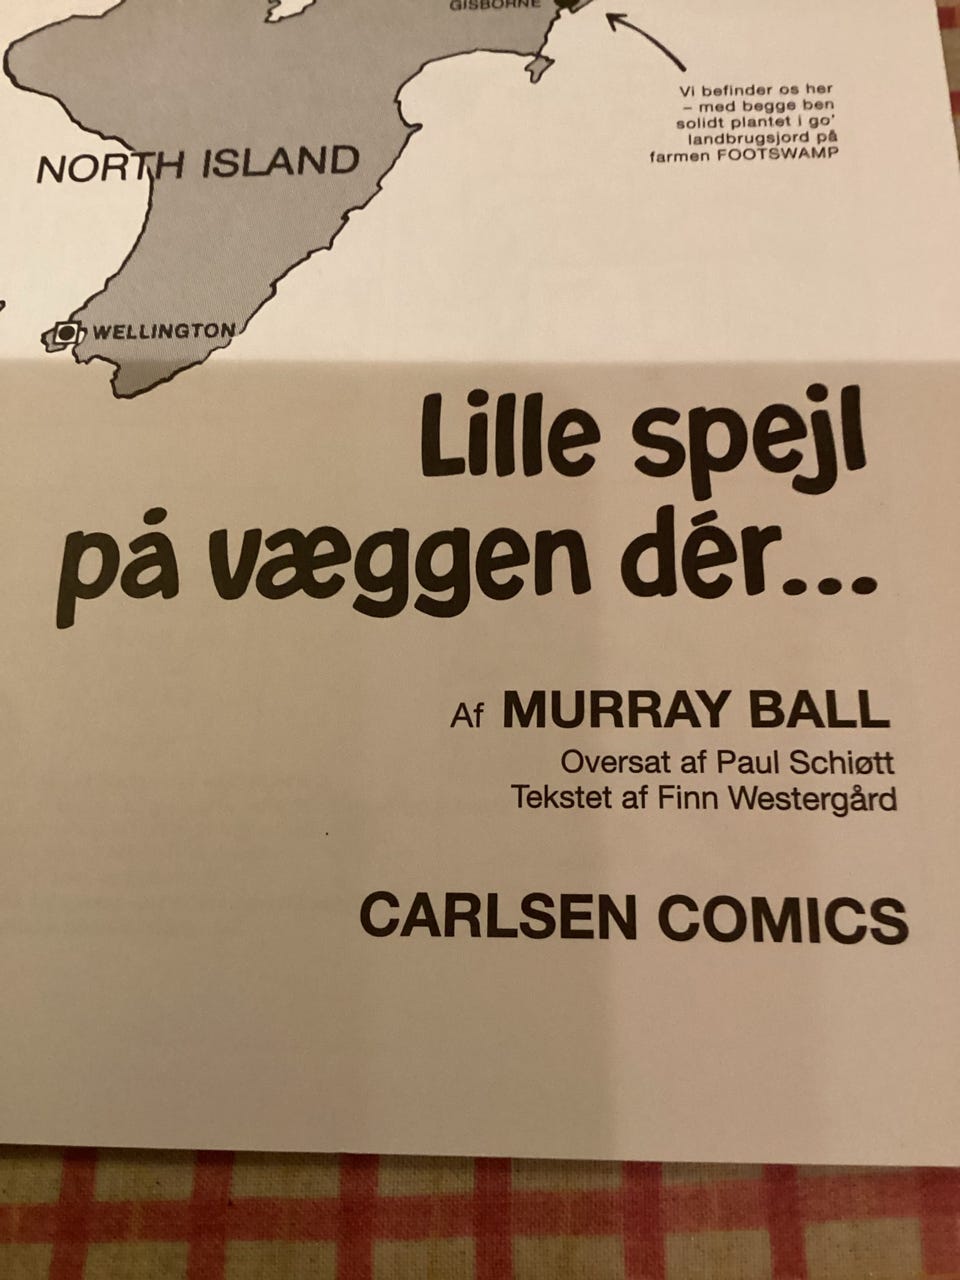 GISBORNE
Vi befinder os her
– med begge ben
solidt plantet i go'
landbrugsjord på
farmen FOOTSWAMP
NORTH ISLAND
WELLINGTON
Lille spejl
på væggen dér...
Af MURRAY BALL
Oversat af Paul Schiøtt
Tekstet af Finn Westergård
CARLSEN COMICS